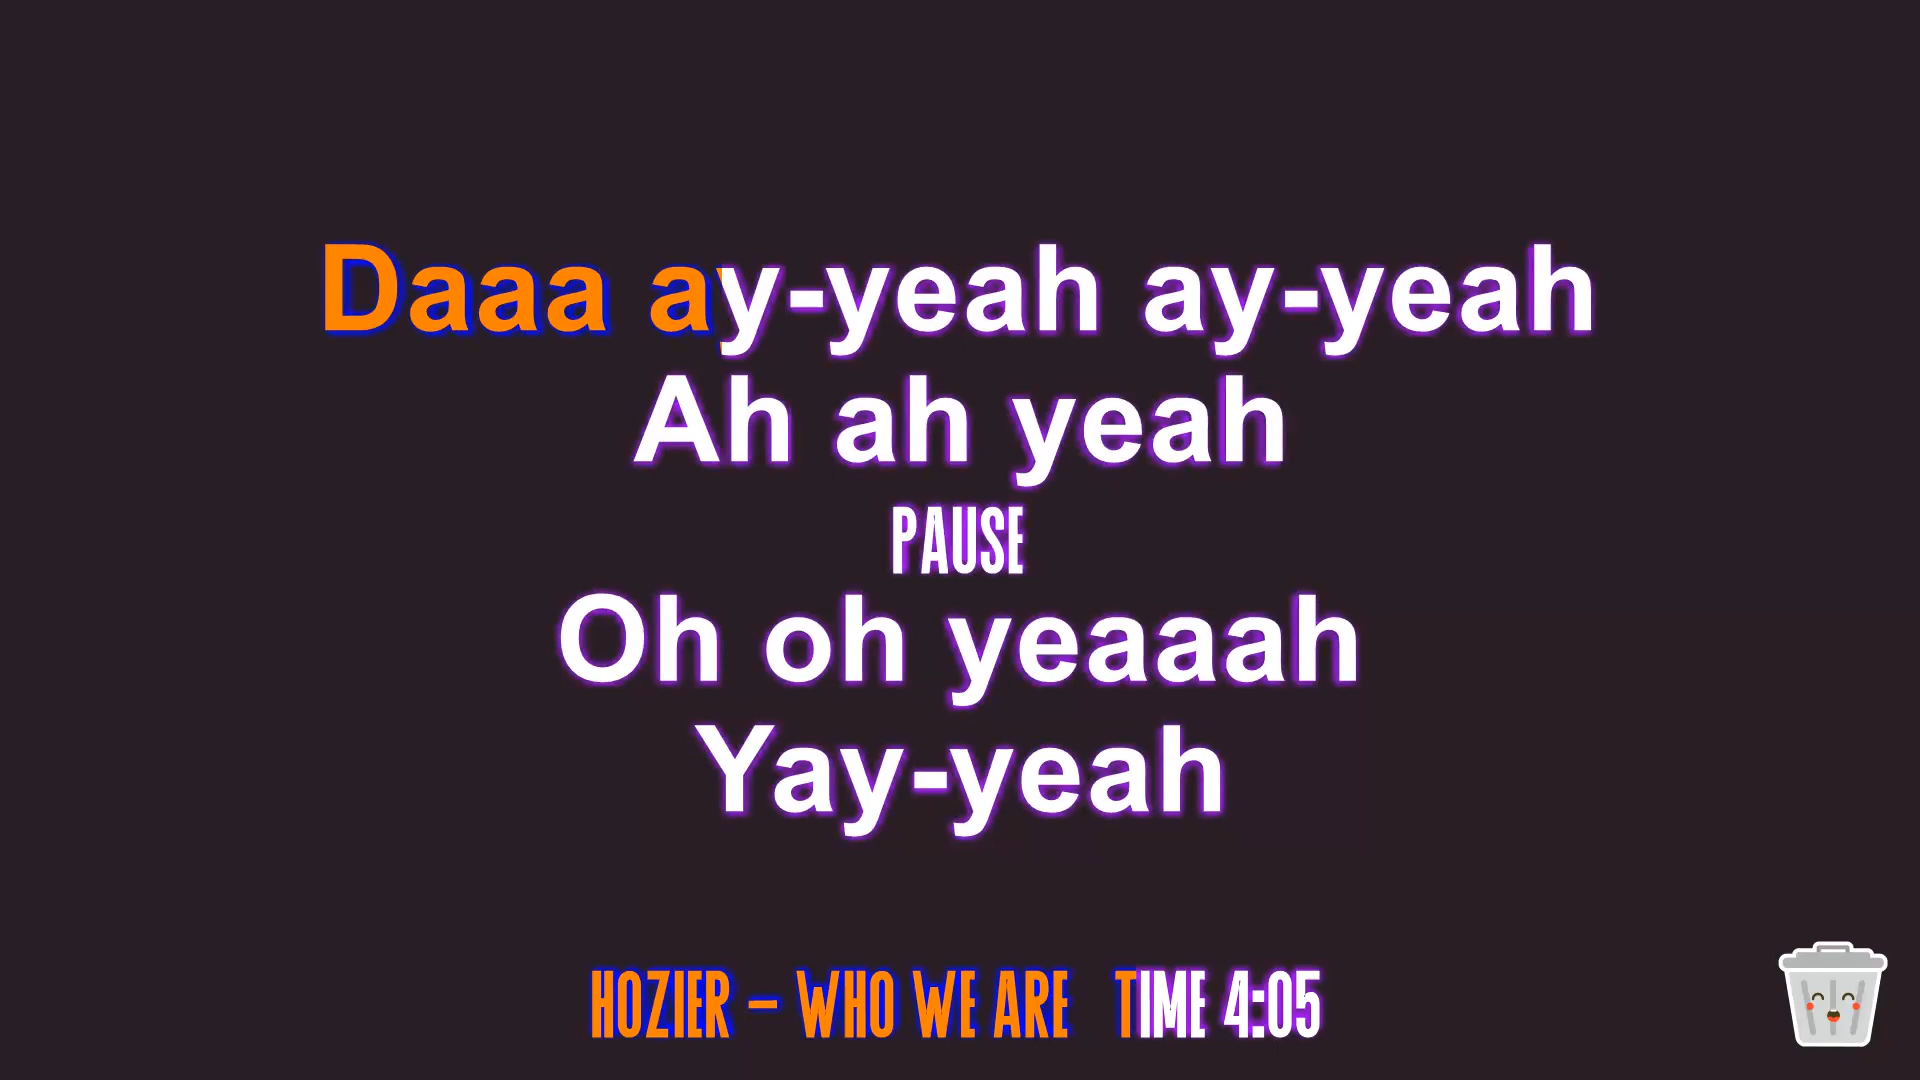 Daaa ay-yeah ay-yeah
Ah ah yeah
PAUSE
Oh oh yeaaah
Yay-yeah
HOZIER – WHO WE ARE TIME 4:05